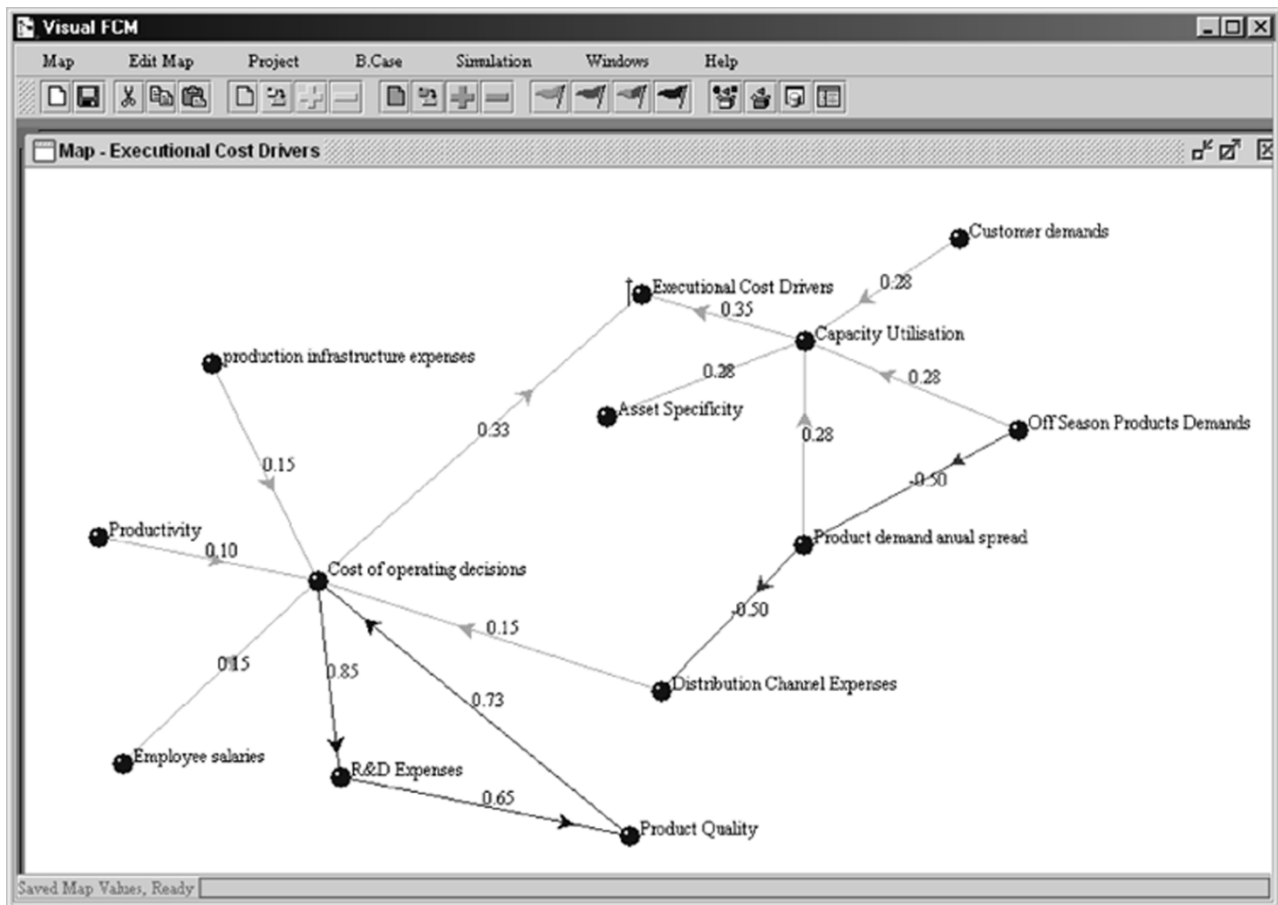 Visual FCM
Map Edit Map Project B.Case Simulation Windows Help
Map - Executional Cost Drivers
Customer demands
0.28
Executional Cost Drivers
0.35
Capacity Utilisation
production infrastructure expenses
0.28
0.28
Asset Specificity
Off Season Products Demands
0.33
0.28
0.15
-0.50
Productivity
Product demand anual spread
0.10
Cost of operating decisions
-0.50
0.15
0.15
0.85
Distribution Channel Expenses
0.73
Employee salaries
R&D Expenses
0.65
Product Quality
Saved Map Values, Ready